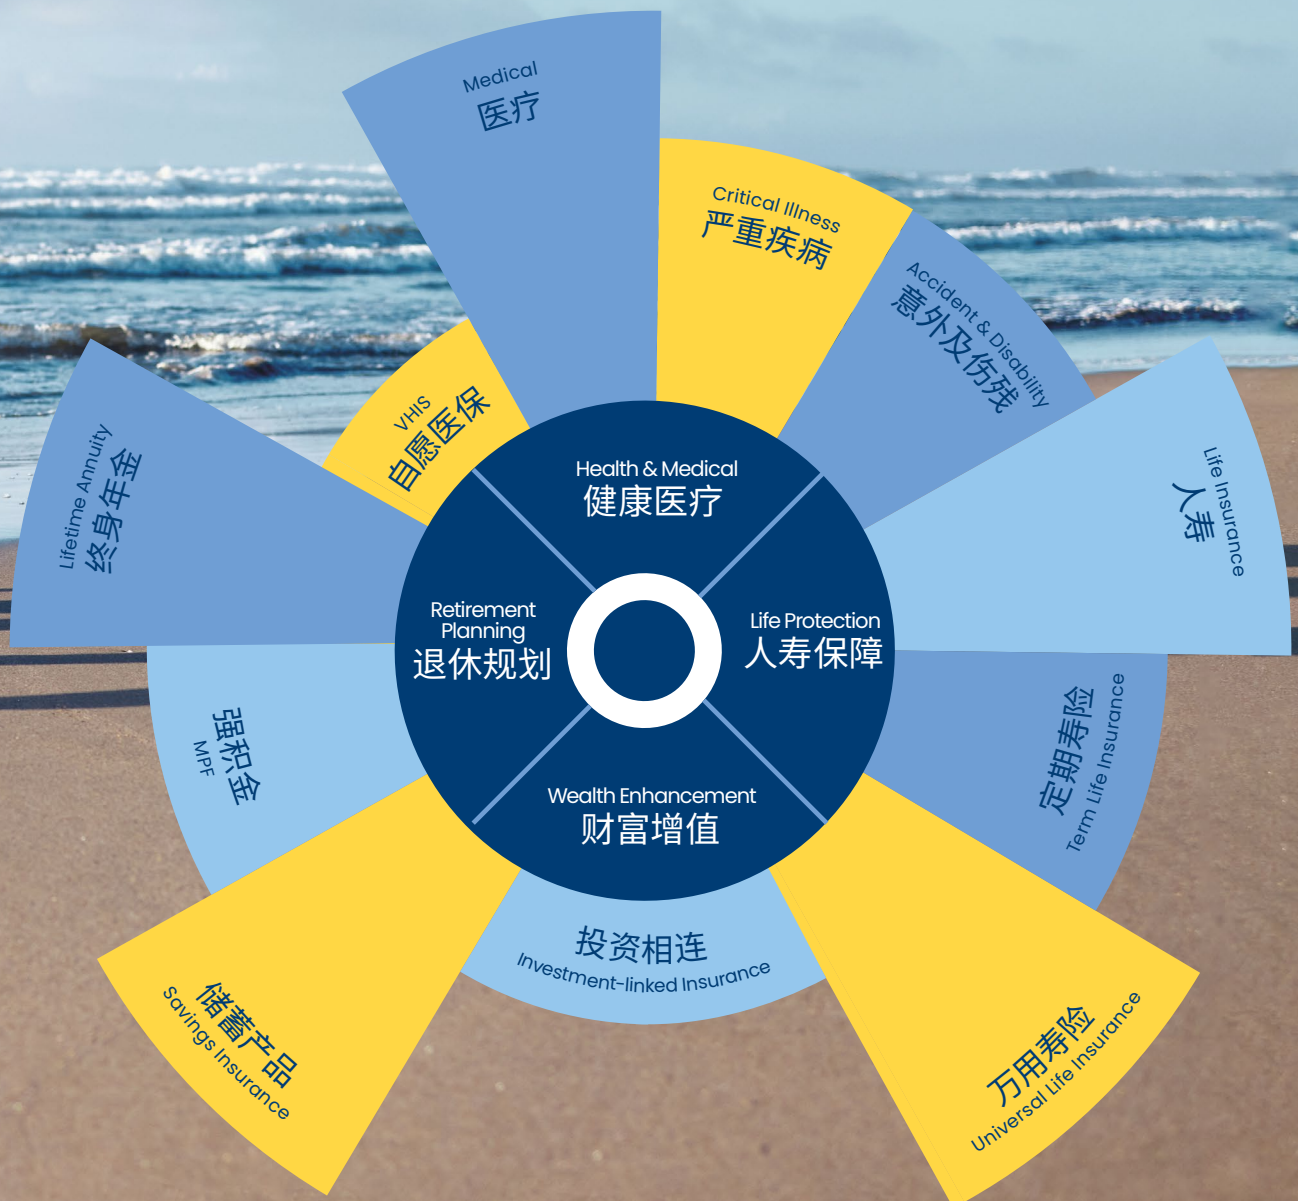 Medical
医疗
Critical Illness
严重疾病
Accident & Disability
意外及伤残
Life Insurance
人寿
定期寿险
Term Life Insurance
万用寿险
Universal Life Insurance
投资相连
Investment-linked Insurance
储蓄产品
Savings Insurance
强积金
MPF
Lifetime Annuity
终身年金
VHIS
自愿医保
Health & Medical
健康医疗
Life Protection
人寿保障
Wealth Enhancement
财富增值
Retirement
Planning
退休规划